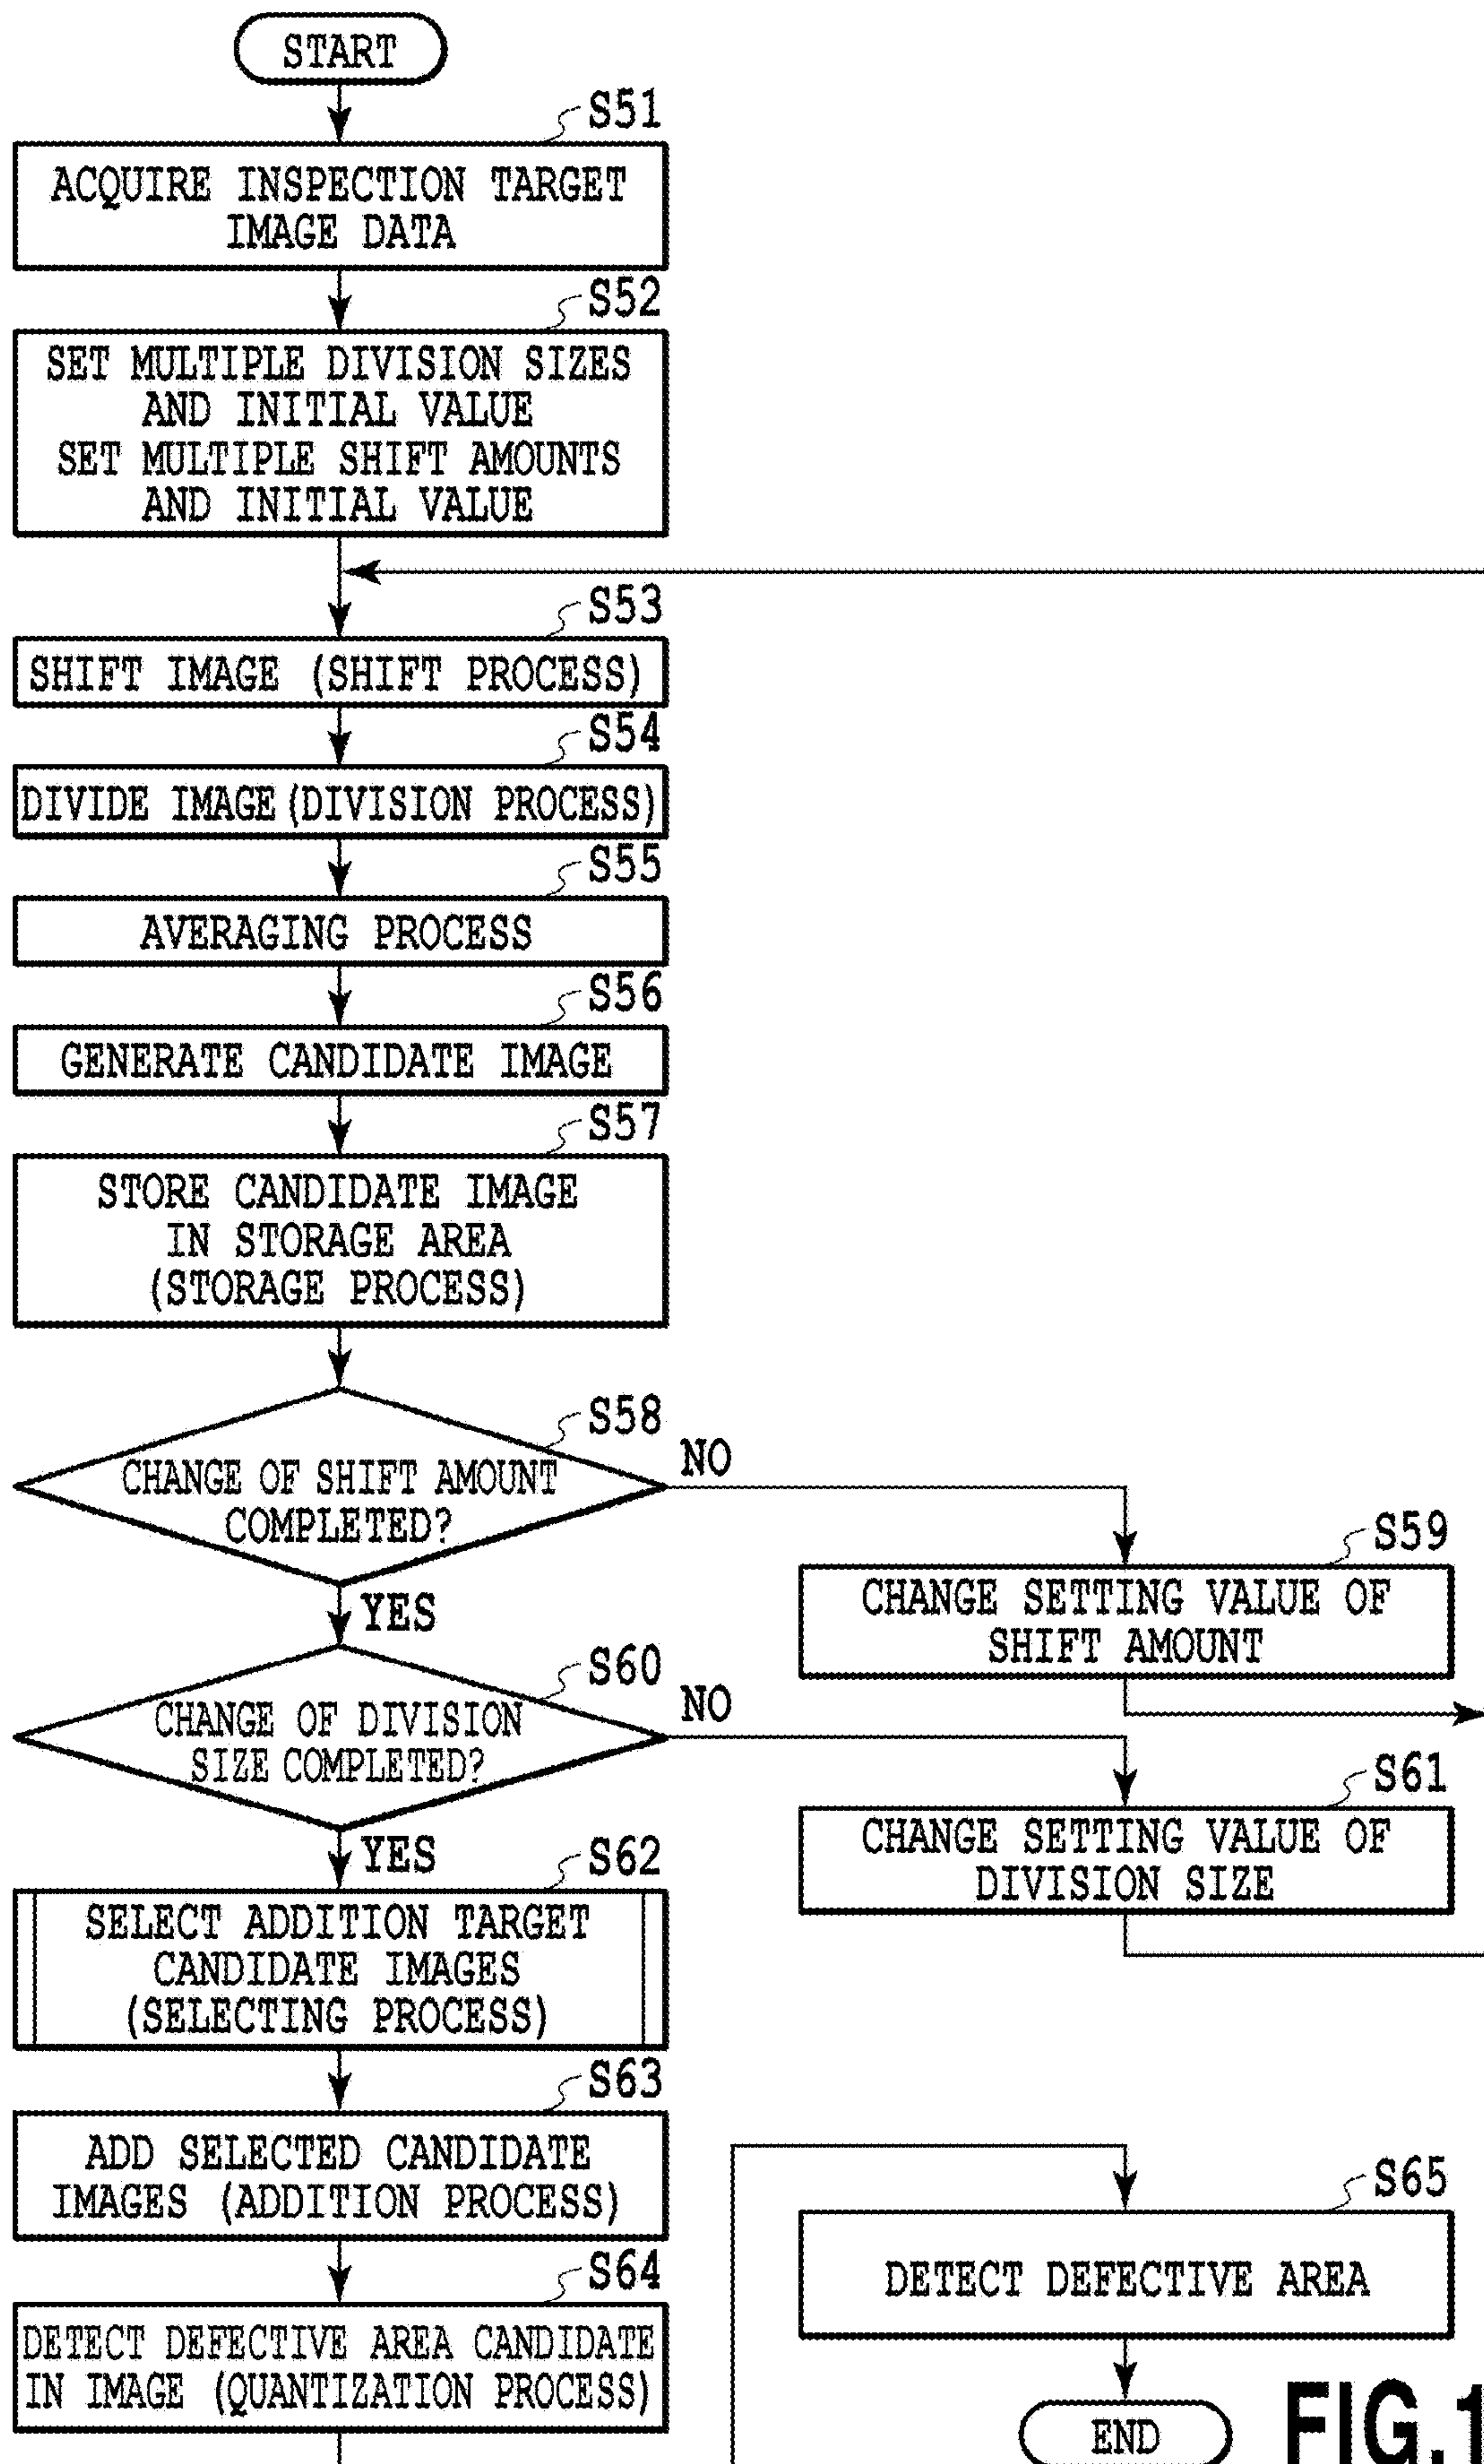 START
S51
ACQUIRE INSPECTION TARGET
IMAGE DATA
S52
SET MULTIPLE DIVISION SIZES
AND INITIAL VALUE
SET MULTIPLE SHIFT AMOUNTS
AND INITIAL VALUE
S53
SHIFT IMAGE (SHIFT PROCESS)
S54
DIVIDE IMAGE (DIVISION PROCESS)
S55
AVERAGING PROCESS
S56
GENERATE CANDIDATE IMAGE
S57
STORE CANDIDATE IMAGE
IN STORAGE AREA
(STORAGE PROCESS)
S58
CHANGE OF SHIFT AMOUNT
COMPLETED?
NO
YES
S59
CHANGE SETTING VALUE OF
SHIFT AMOUNT
S60
CHANGE OF DIVISION
SIZE COMPLETED?
NO
YES
S61
CHANGE SETTING VALUE OF
DIVISION SIZE
S62
SELECT ADDITION TARGET
CANDIDATE IMAGES
(SELECTING PROCESS)
S63
ADD SELECTED CANDIDATE
IMAGES (ADDITION PROCESS)
S64
DETECT DEFECTIVE AREA CANDIDATE
IN IMAGE (QUANTIZATION PROCESS)
S65
DETECT DEFECTIVE AREA
END
FIG.1